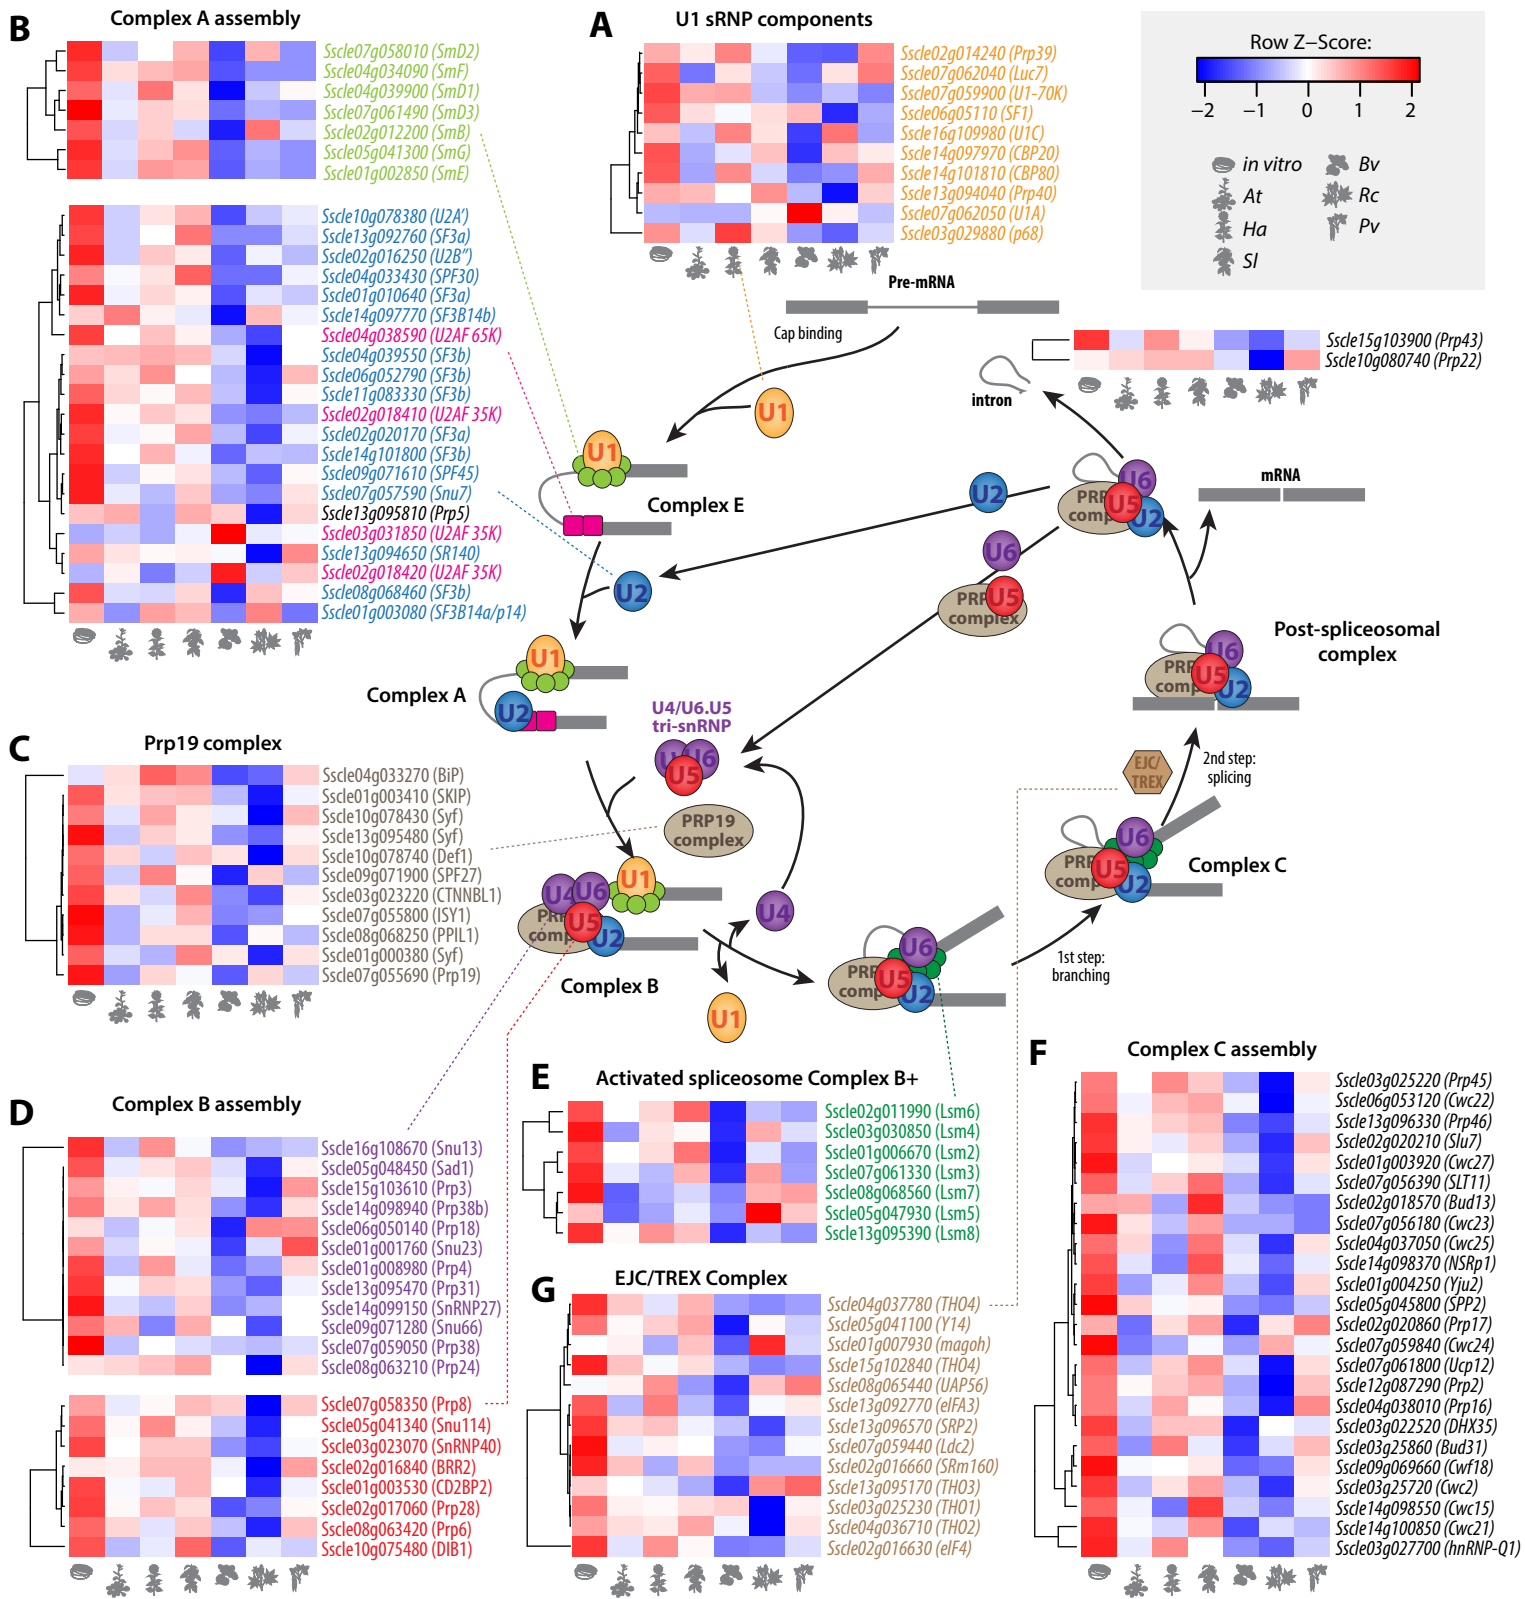 B
Complex A assembly
Sscle07g058010 (SmD2)
Sscle04g034090 (SmF)
Sscle04g039900 (SmD1)
Sscle07g061490 (SmD3)
Sscle02g012200 (SmB)
Sscle05g041300 (SmG)
Sscle01g002850 (SmE)
Sscle10g078380 (U2A’)
Sscle13g092760 (SF3a)
Sscle02g016250 (U2B”)
Sscle04g033430 (SPF30)
Sscle01g010640 (SF3a)
Sscle14g097770 (SF3B14b)
Sscle04g038590 (U2AF 65K)
Sscle04g039550 (SF3b)
Sscle06g052790 (SF3b)
Sscle11g083330 (SF3b)
Sscle02g018410 (U2AF 35K)
Sscle02g020170 (SF3a)
Sscle14g101800 (SF3b)
Sscle09g071610 (SPF45)
Sscle07g057590 (Snu7)
Sscle13g095810 (Prp5)
Sscle03g031850 (U2AF 35K)
Sscle13g094650 (SR140)
Sscle02g018420 (U2AF 35K)
Sscle08g068460 (SF3b)
Sscle01g003080 (SF3B14a/p14)
A
U1 sRNP components
Sscle02g014240 (Prp39)
Sscle07g062040 (Luc7)
Sscle07g059900 (U1-70K)
Sscle06g05110 (SF1)
Sscle16g109980 (U1C)
Sscle14g097970 (CBP20)
Sscle14g101810 (CBP80)
Sscle13g094040 (Prp40)
Sscle07g062050 (U1A)
Sscle03g029880 (p68)
Row Z−Score:
−2 −1 0 1 2
in vitro
At
Ha
Sl
Bv
Rc
Pv
Pre-mRNA
Cap binding
U1
Sscle15g103900 (Prp43)
Sscle10g080740 (Prp22)
intron
mRNA
U1
Complex E
U2
U6
PRP
comp
U5
U2
U6
PRP
complex
U5
U2
U1
U2
Complex A
U4/U6.U5
tri-snRNP
U6
U5
PRP19
complex
Post-spliceosomal
complex
U6
PRP
comp
U5
U2
EJC/
TREX
2nd step:
splicing
U6
PRP
comp
U5
U2
Complex C
U1
U4
U6
PRP
comp
U5
U2
Complex B
U4
U1
U6
PRP
comp
U5
U2
1st step:
branching
C
Prp19 complex
Sscle04g033270 (BiP)
Sscle01g003410 (SKIP)
Sscle10g078430 (Syf)
Sscle13g095480 (Syf)
Sscle10g078740 (Def1)
Sscle09g071900 (SPF27)
Sscle03g023220 (CTNNBL1)
Sscle07g055800 (ISY1)
Sscle08g068250 (PPIL1)
Sscle01g000380 (Syf)
Sscle07g055690 (Prp19)
D
Complex B assembly
Sscle16g108670 (Snu13)
Sscle05g048450 (Sad1)
Sscle15g103610 (Prp3)
Sscle14g098940 (Prp38b)
Sscle06g050140 (Prp18)
Sscle01g001760 (Snu23)
Sscle01g008980 (Prp4)
Sscle13g095470 (Prp31)
Sscle14g099150 (SnRNP27)
Sscle09g071280 (Snu66)
Sscle07g059050 (Prp38)
Sscle08g063210 (Prp24)
Sscle07g058350 (Prp8)
Sscle05g041340 (Snu114)
Sscle03g023070 (SnRNP40)
Sscle02g016840 (BRR2)
Sscle01g003530 (CD2BP2)
Sscle02g017060 (Prp28)
Sscle08g063420 (Prp6)
Sscle10g075480 (DIB1)
E
Activated spliceosome Complex B+
Sscle02g011990 (Lsm6)
Sscle03g030850 (Lsm4)
Sscle01g006670 (Lsm2)
Sscle07g061330 (Lsm3)
Sscle08g068560 (Lsm7)
Sscle05g047930 (Lsm5)
Sscle13g095390 (Lsm8)
G
EJC/TREX Complex
Sscle04g037780 (THO4)
Sscle05g041100 (Y14)
Sscle01g007930 (magoh)
Sscle15g102840 (THO4)
Sscle08g065440 (UAP56)
Sscle13g092770 (eIFA3)
Sscle13g096570 (SRP2)
Sscle07g059440 (Ldc2)
Sscle02g016660 (SRm160)
Sscle13g095170 (THO3)
Sscle03g025230 (THO1)
Sscle04g036710 (THO2)
Sscle02g016630 (eIF4)
F
Complex C assembly
Sscle03g025220 (Prp45)
Sscle06g053120 (Cwc22)
Sscle13g096330 (Prp46)
Sscle02g020210 (Slu7)
Sscle01g003920 (Cwc27)
Sscle07g056390 (SLT11)
Sscle02g018570 (Bud13)
Sscle07g056180 (Cwc23)
Sscle04g037050 (Cwc25)
Sscle14g098370 (NSRp1)
Sscle01g004250 (Yju2)
Sscle05g045800 (SPP2)
Sscle02g020860 (Prp17)
Sscle07g059840 (Cwc24)
Sscle07g061800 (Ucp12)
Sscle12g087290 (Prp2)
Sscle04g038010 (Prp16)
Sscle03g022520 (DHX35)
Sscle03g25860 (Bud31)
Sscle09g069660 (Cwf18)
Sscle03g25720 (Cwc2)
Sscle14g098550 (Cwc15)
Sscle14g100850 (Cwc21)
Sscle03g027700 (hnRNP-Q1)